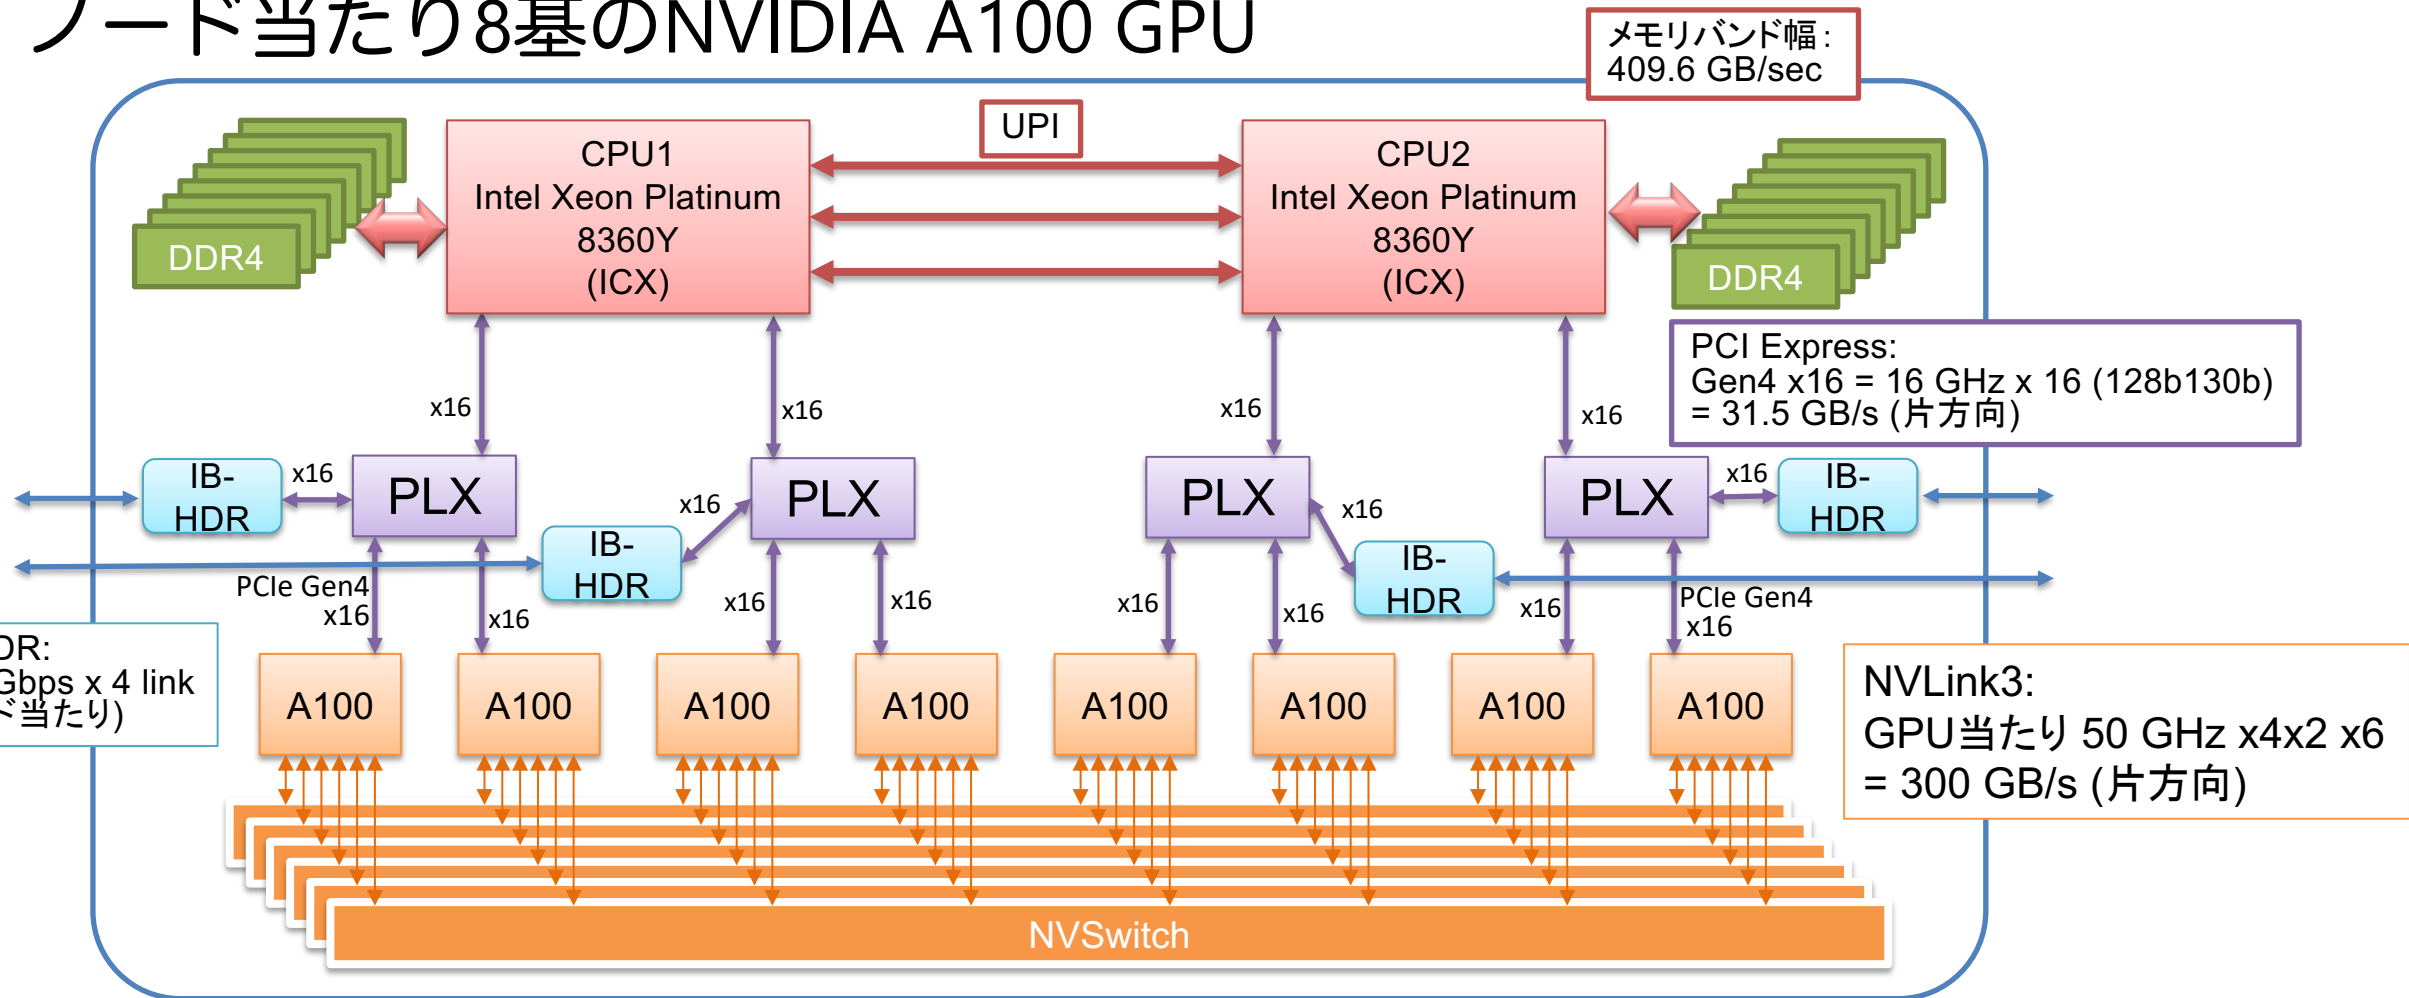 ノード当たり8基のNVIDIA A100 GPU
メモリバンド幅:
409.6 GB/sec
UPI
CPU1
Intel Xeon Platinum
8360Y
(ICX)
CPU2
Intel Xeon Platinum
8360Y
(ICX)
DDR4
DDR4
PCI Express:
Gen4 x16 = 16 GHz x 16 (128b130b)
= 31.5 GB/s (片方向)
x16
x16
x16
x16
IB-
HDR
x16
PLX
x16
PLX
PLX
x16
PLX
x16
IB-
HDR
IB-
HDR
IB-
HDR
PCIe Gen4
x16
x16
x16
x16
x16
x16
x16
PCIe Gen4
x16
DR:
Gbps x 4 link
ド当たり)
A100
A100
A100
A100
A100
A100
A100
A100
NVLink3:
GPU当たり 50 GHz x4x2 x6
= 300 GB/s (片方向)
NVSwitch